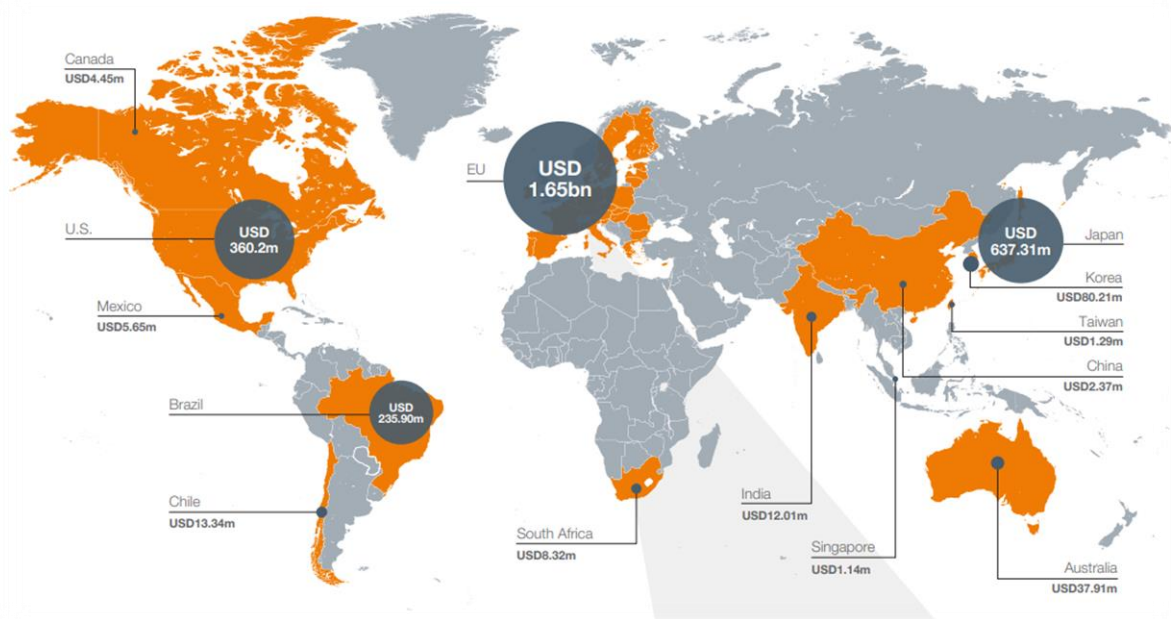 Canada
USD4.45m
EU
USD
1.65bn
U.S.
USD
360.2m
USD
637.31m
Japan
Korea
USD80.21m
Mexico
USD5.65m
Taiwan
USD1.29m
China
USD2.37m
Brazil
USD
235.90m
Chile
USD13.34m
India
USD12.01m
South Africa
USD8.32m
Singapore
USD1.14m
Australia
USD37.91m